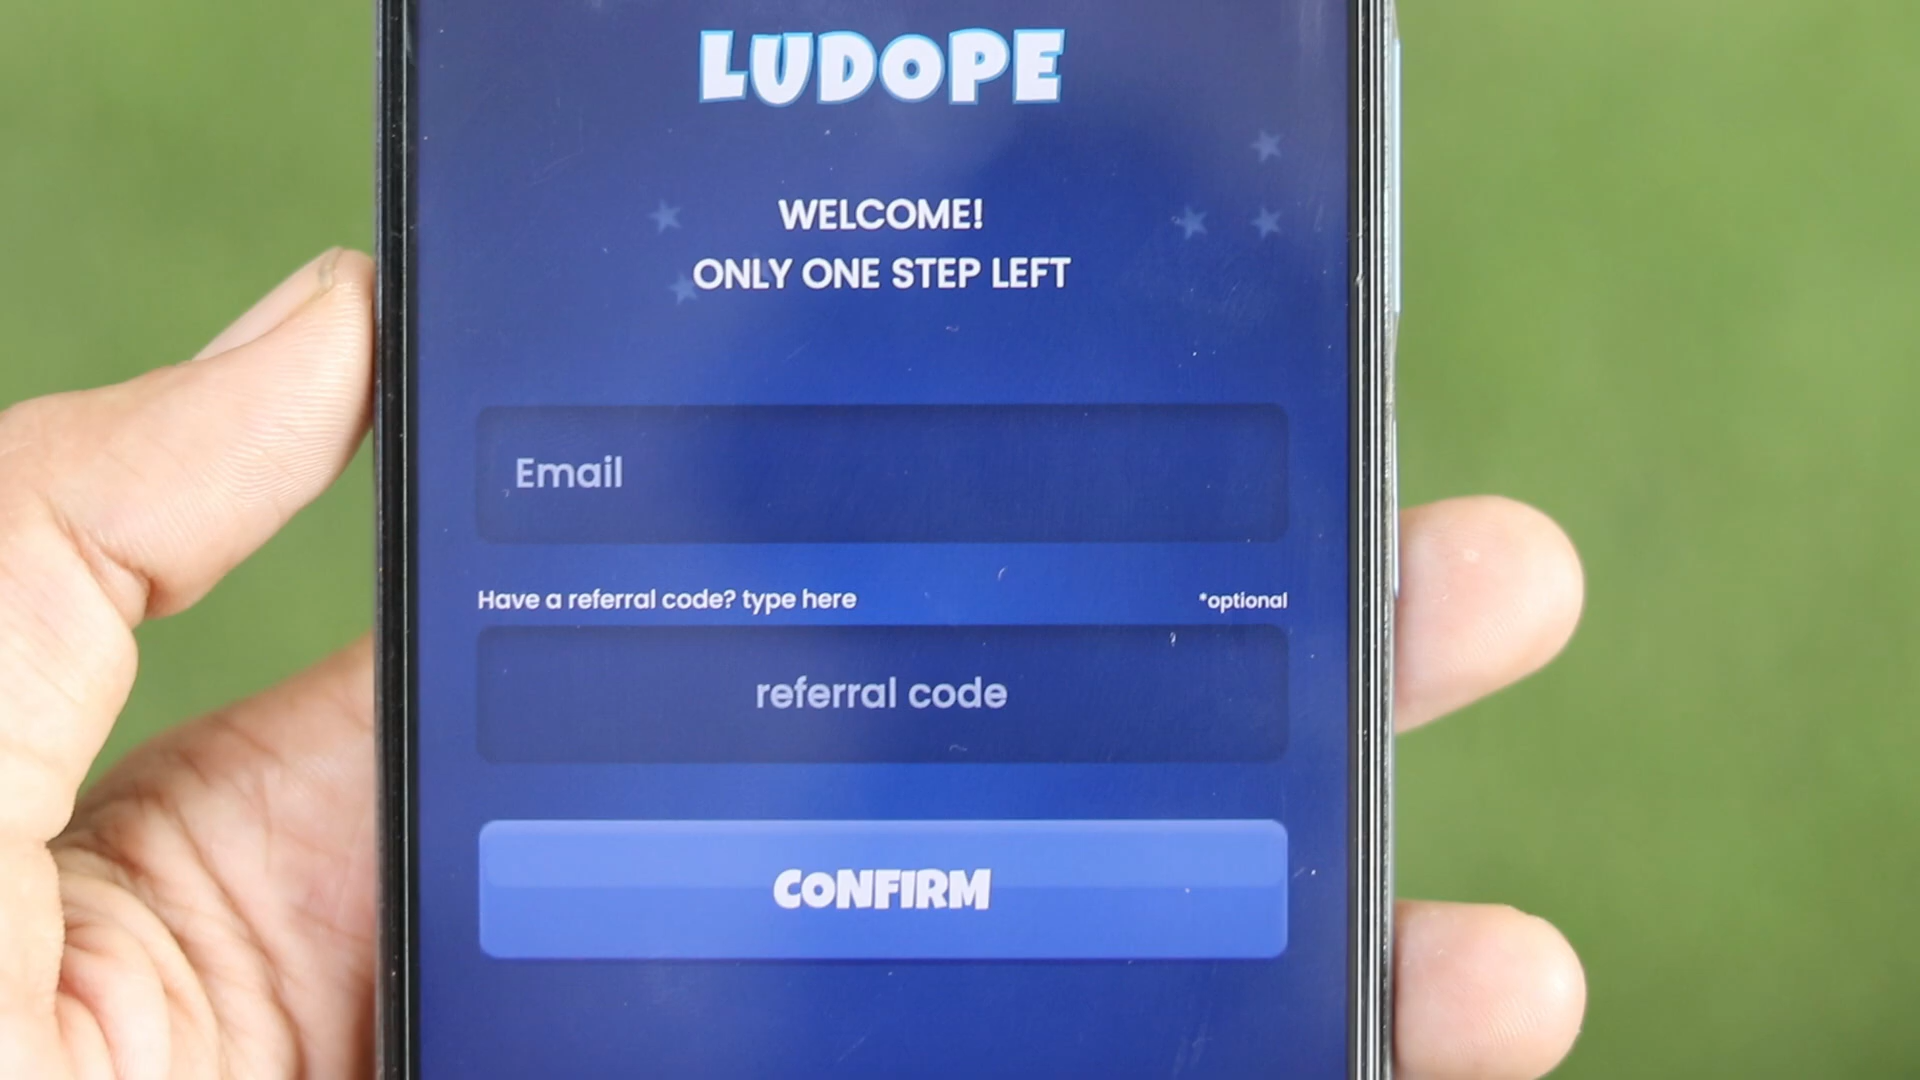 LUDOPE
WELCOME!
ONLY ONE STEP LEFT
Email
Have a referral code? type here
*optional
referral code
CONFIRM